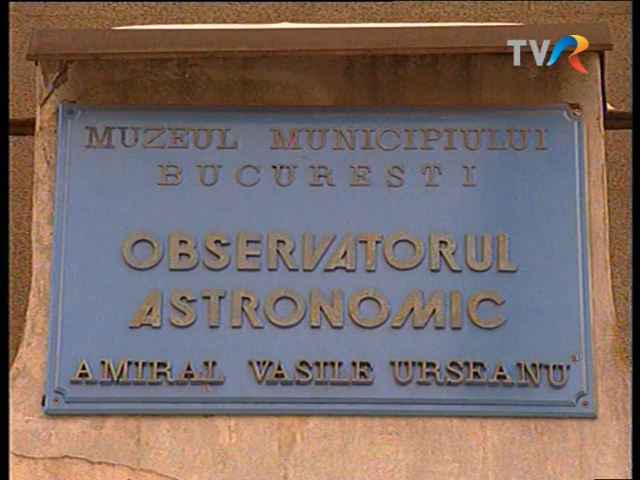 TVR
MUZEUL MUNICIPIULUI
BUCURESTI
OBSERVATORUL
ASTRONOMIC
AMIRAL VASILE URSEANU